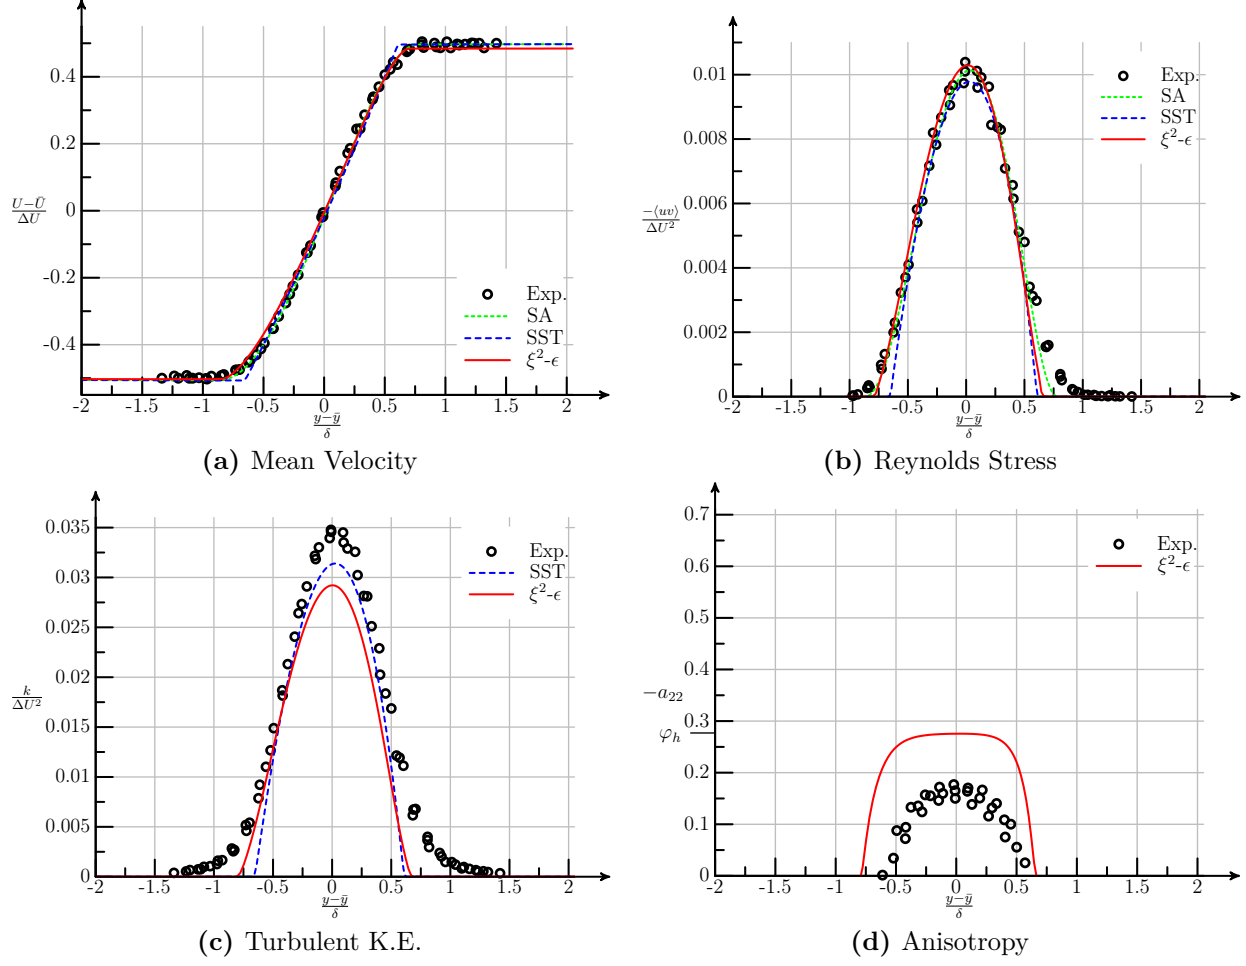 0.4
0.2
0
-0.2
-0.4
U−Ū
ΔU
-2 -1.5 -1 -0.5 0 0.5 1 1.5 2
y−ȳ
δ
Exp.
SA
SST
ξ²-ϵ
(a) Mean Velocity
0.01
0.008
0.006
0.004
0.002
0
−⟨uv⟩
ΔU²
-2 -1.5 -1 -0.5 0 0.5 1 1.5 2
y−ȳ
δ
Exp.
SA
SST
ξ²-ϵ
(b) Reynolds Stress
0.035
0.03
0.025
0.02
0.015
0.01
0.005
0
k
ΔU²
-2 -1.5 -1 -0.5 0 0.5 1 1.5 2
y−ȳ
δ
Exp.
SST
ξ²-ϵ
(c) Turbulent K.E.
0.7
0.6
0.5
0.4
0.3
0.2
0.1
0
−a₂₂
φₕ
-2 -1.5 -1 -0.5 0 0.5 1 1.5 2
y−ȳ
δ
Exp.
ξ²-ϵ
(d) Anisotropy